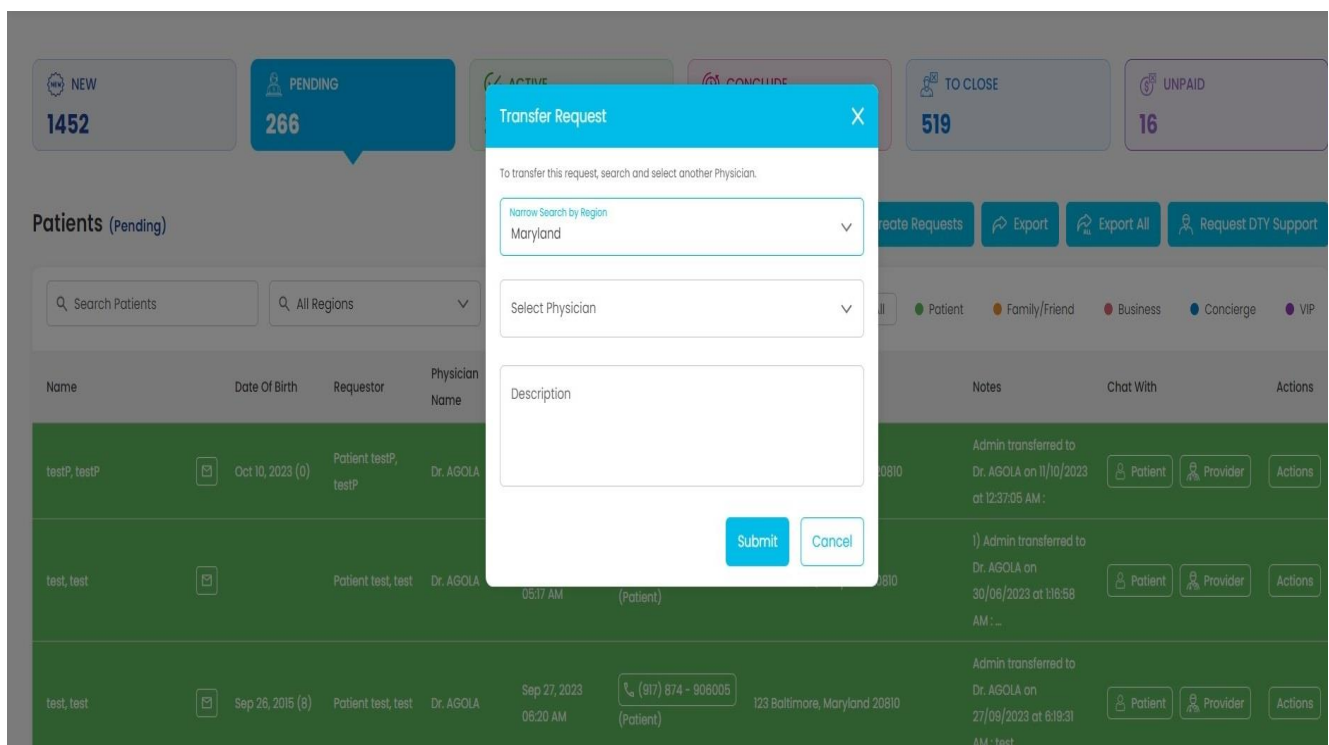 NEW
1452
PENDING
266
ACTIVE
CONCLUDE
TO CLOSE
519
UNPAID
16
Transfer Request
X
To transfer this request, search and select another Physician.
Narrow Search by Region
Maryland
Select Physician
Description
Submit
Cancel
Patients (Pending)
Requests
Export
ALL
Export All
Request DTY Support
Search Patients
All Regions
Patient
Family/Friend
Business
Concierge
VIP
Name
Date Of Birth
Requestor
Physician
Name
Notes
Chat With
Actions
testP, testP
Oct 10, 2023 (0)
Patient testP,
testP
Dr. AGOLA
Admin transferred to
Dr. AGOLA on 11/10/2023
at 12:37:05 AM :
Patient
Provider
Actions
test, test
Patient test, test
Dr. AGOLA
05:17 AM
(Patient)
1) Admin transferred to
Dr. AGOLA on
30/06/2023 at 1:16:58
AM : ...
Patient
Provider
Actions
test, test
Sep 26, 2015 (8)
Patient test, test
Dr. AGOLA
Sep 27, 2023
06:20 AM
(917) 874 - 906005
(Patient)
123 Baltimore, Maryland 20810
Admin transferred to
Dr. AGOLA on
27/09/2023 at 6:19:31
AM : test
Patient
Provider
Actions